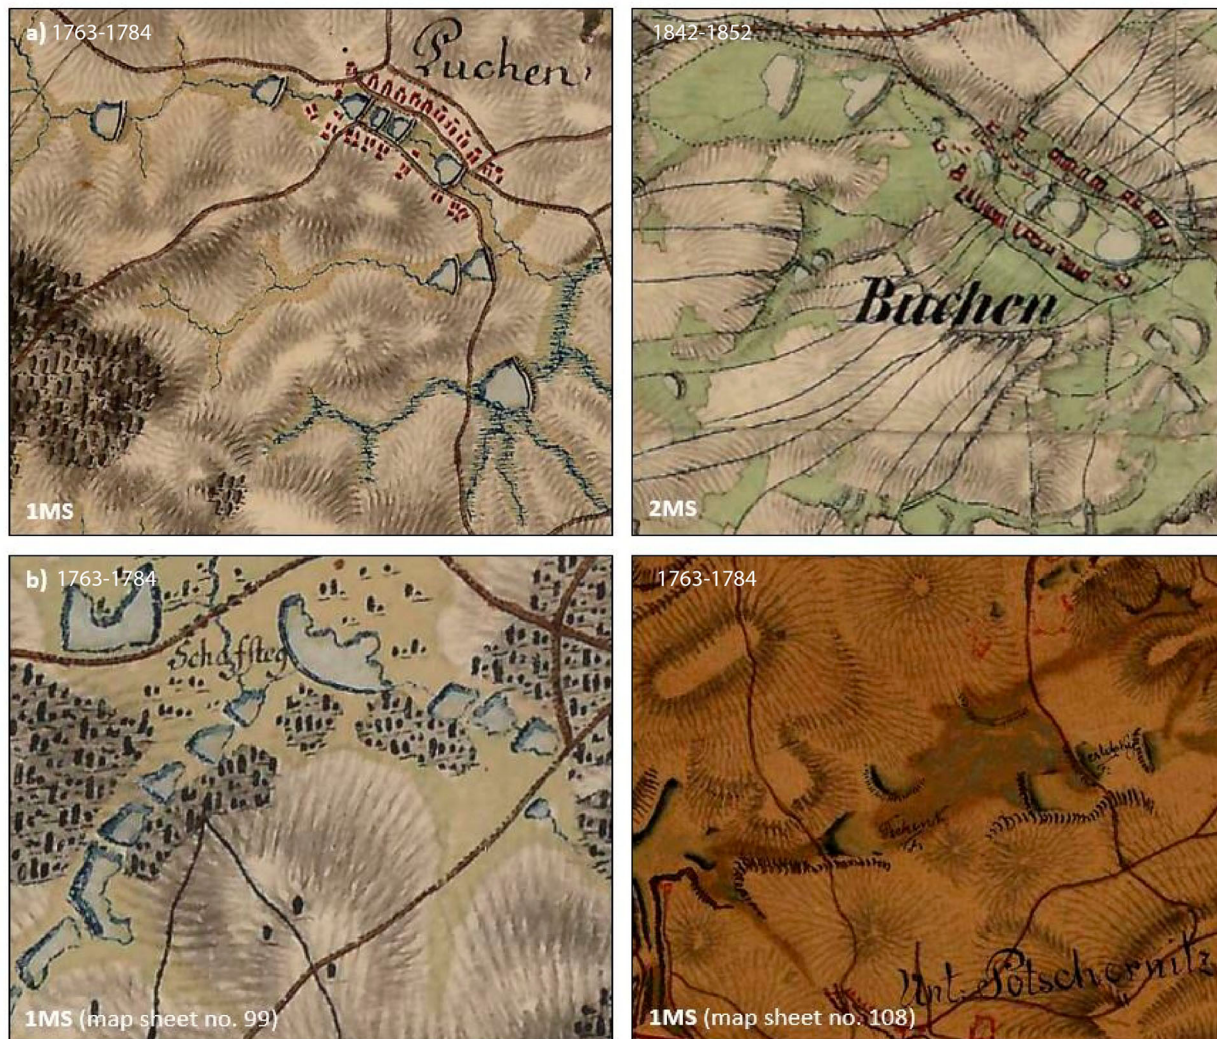 a) 1763-1784
Puchen
1MS
1842-1852
Buchen
2MS
b) 1763-1784
Schafsteg
1MS (map sheet no. 99)
1763-1784
Unt. Potschernitz
1MS (map sheet no. 108)